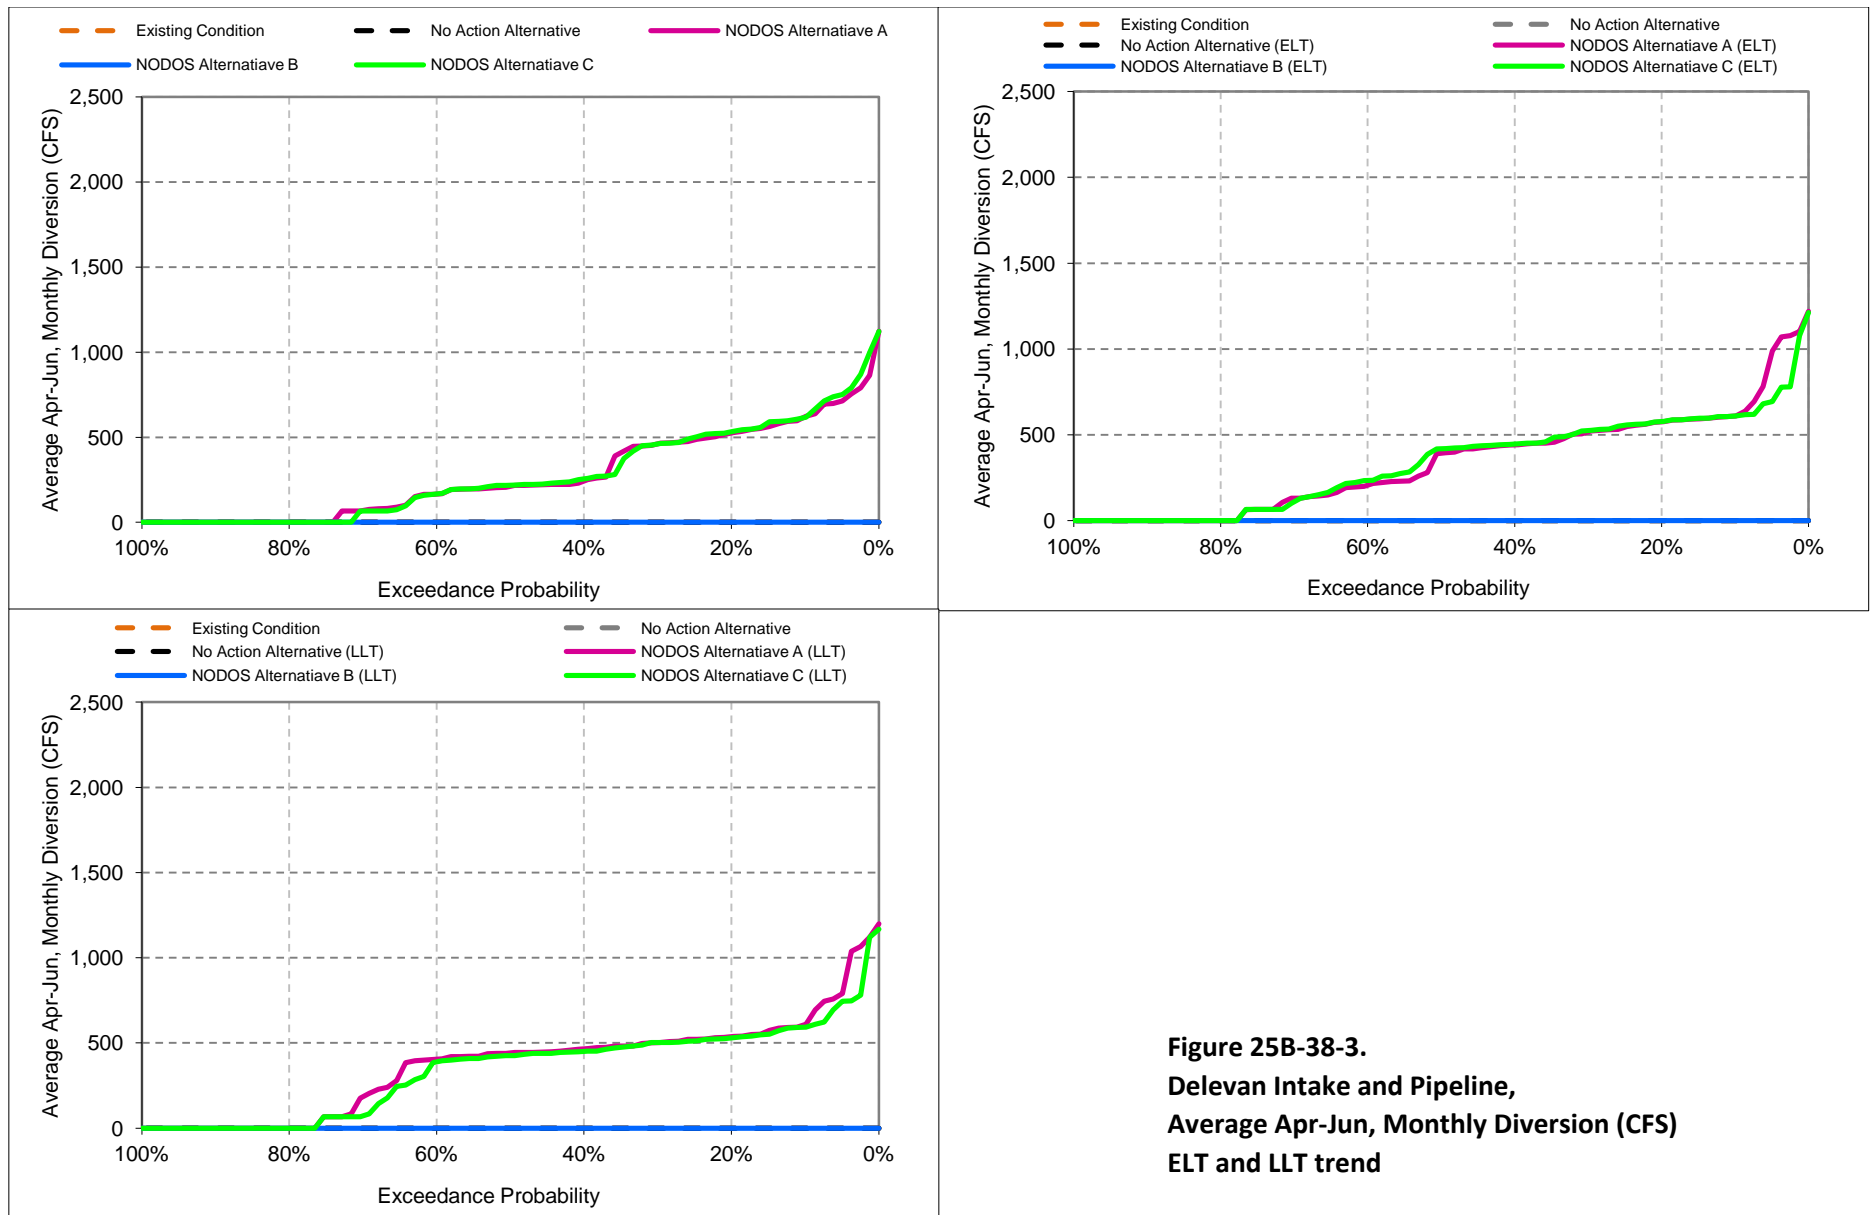 Existing Condition
No Action Alternative
NODOS Alternatiave A
NODOS Alternatiave B
NODOS Alternatiave C
Average Apr-Jun, Monthly Diversion (CFS)
2,500
2,000
1,500
1,000
500
0
100% 80% 60% 40% 20% 0%
Exceedance Probability
Existing Condition
No Action Alternative
No Action Alternative (ELT)
NODOS Alternatiave A (ELT)
NODOS Alternatiave B (ELT)
NODOS Alternatiave C (ELT)
Average Apr-Jun, Monthly Diversion (CFS)
2,500
2,000
1,500
1,000
500
0
100% 80% 60% 40% 20% 0%
Exceedance Probability
Existing Condition
No Action Alternative
No Action Alternative (LLT)
NODOS Alternatiave A (LLT)
NODOS Alternatiave B (LLT)
NODOS Alternatiave C (LLT)
Average Apr-Jun, Monthly Diversion (CFS)
2,500
2,000
1,500
1,000
500
0
100% 80% 60% 40% 20% 0%
Exceedance Probability
Figure 25B-38-3.
Delevan Intake and Pipeline,
Average Apr-Jun, Monthly Diversion (CFS)
ELT and LLT trend